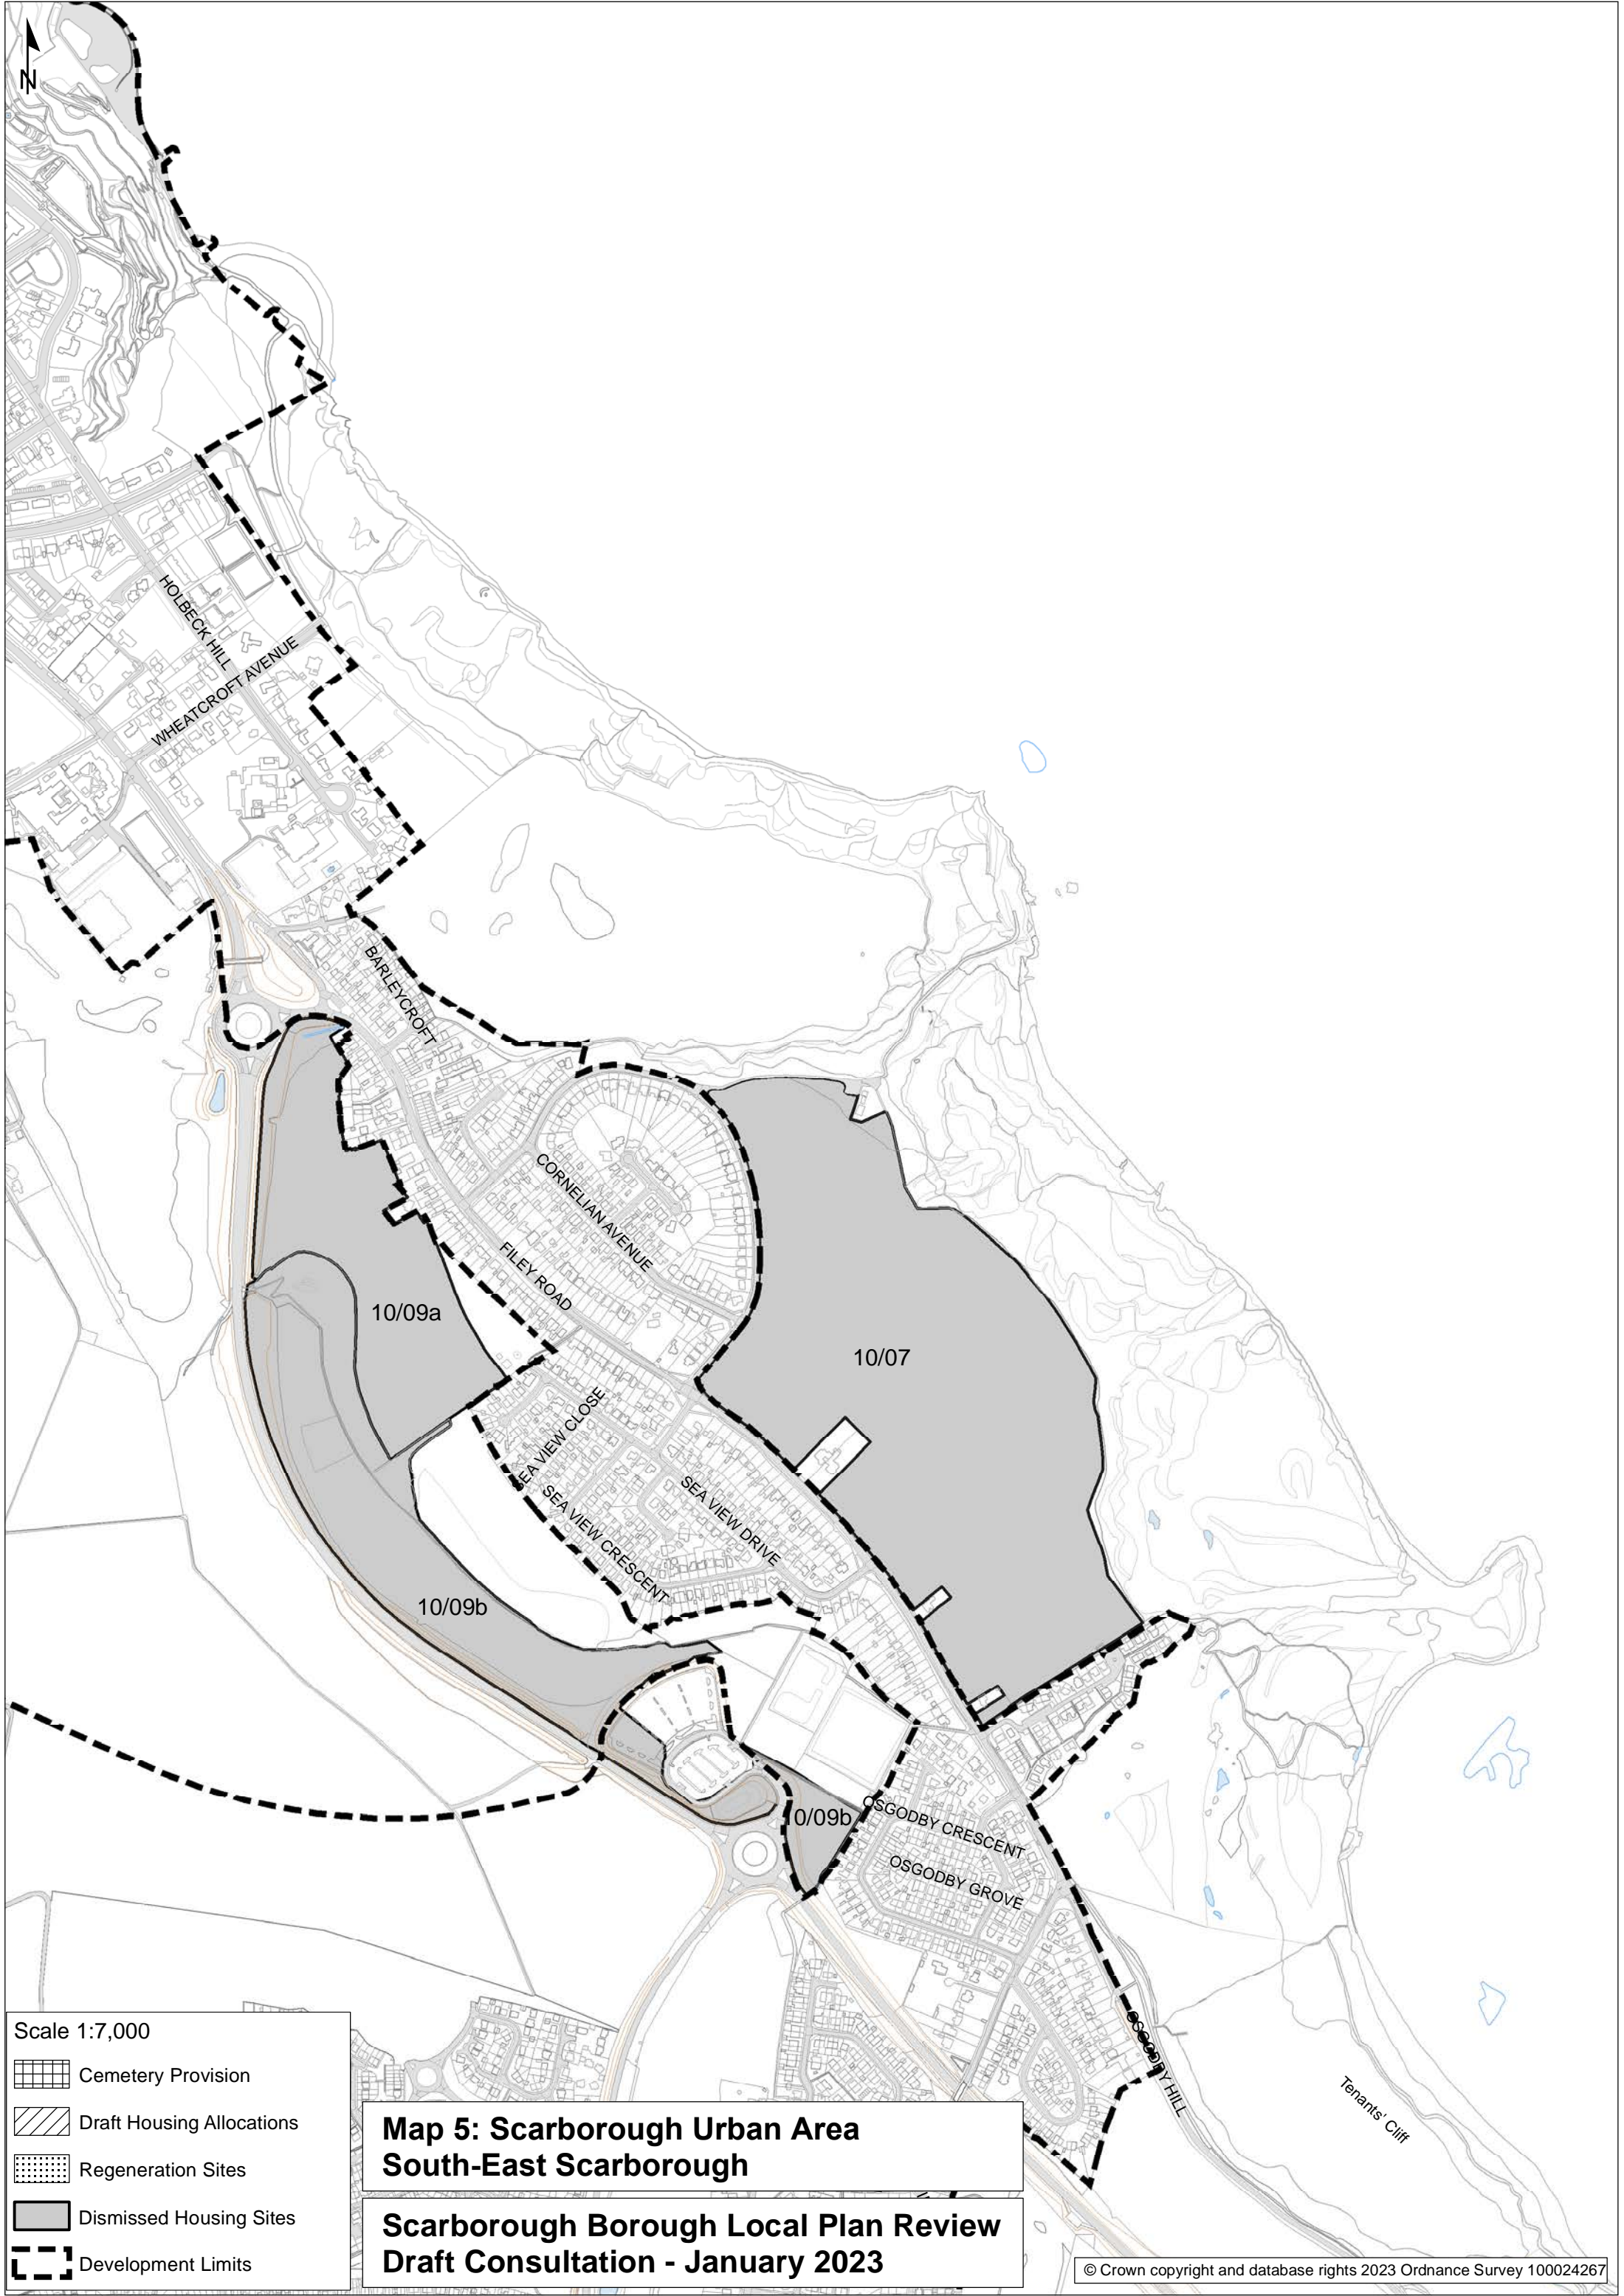 N
HOLBECK HILL
WHEATCROFT AVENUE
BARLEYCROFT
CORNELIAN AVENUE
FILEY ROAD
10/09a
10/07
SEA VIEW CLOSE
SEA VIEW CRESCENT
SEA VIEW DRIVE
10/09b
10/09b
OSGODBY CRESCENT
OSGODBY GROVE
OSGODBY HILL
Tenants' Cliff
Scale 1:7,000
Cemetery Provision
Draft Housing Allocations
Regeneration Sites
Dismissed Housing Sites
Development Limits
Map 5: Scarborough Urban Area
South-East Scarborough
Scarborough Borough Local Plan Review
Draft Consultation - January 2023
© Crown copyright and database rights 2023 Ordnance Survey 100024267